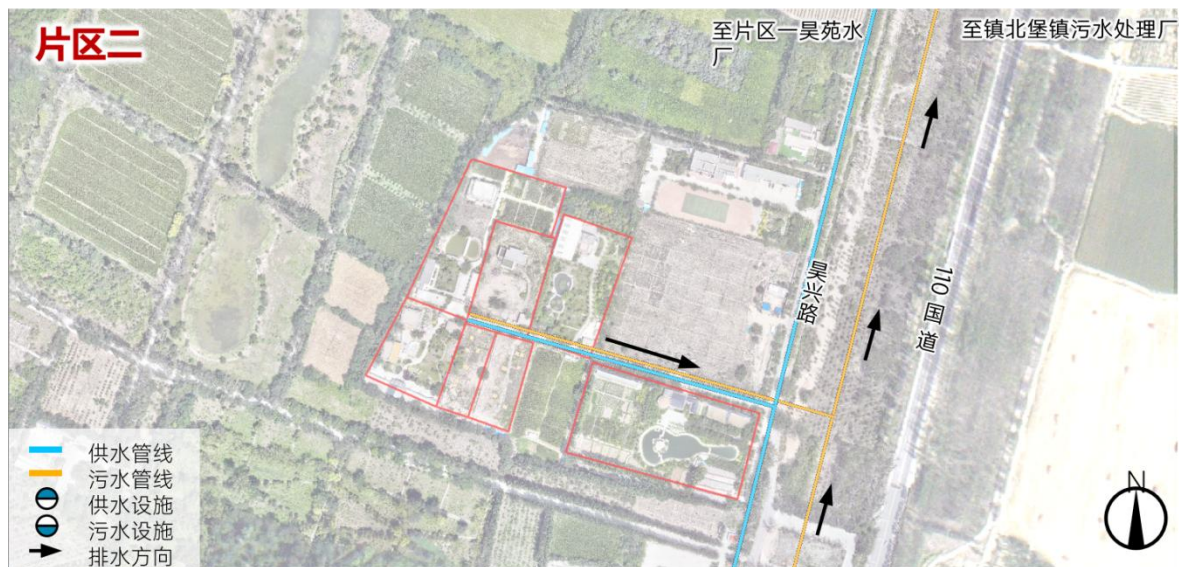 片区二
至片区一昊苑水
厂
至镇北堡镇污水处理厂
昊兴路
110国道
供水管线
污水管线
供水设施
污水设施
排水方向
N